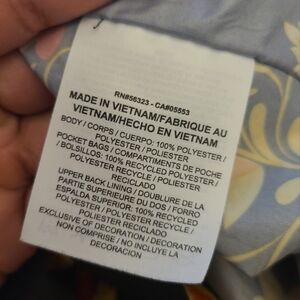 RN#56323 - CA#05553
MADE IN VIETNAM/FABRIQUE AU
VIETNAM/HECHO EN VIETNAM
BODY / CORPS / CUERPO: 100% POLYESTER /
POLYESTER / POLIESTER
POCKET BAGS / COMPARTIMENTS DE POCHE
/ BOLSILLOS: 100% RECYCLED POLYESTER /
POLYESTER RECYCLE / POLIESTER
RECICLADO
UPPER BACK LINING / DOUBLURE DE LA
PARTIE SUPERIEURE DU DOS / FORRO
ESPALDA SUPERIOR: 100% RECYCLED
POLYESTER / POLYESTER RECYCLE /
POLIESTER RECICLADO
EXCLUSIVE OF DECORATION / DECORATION
NON COMPRISE / NO INCLUYE LA
DECORACION